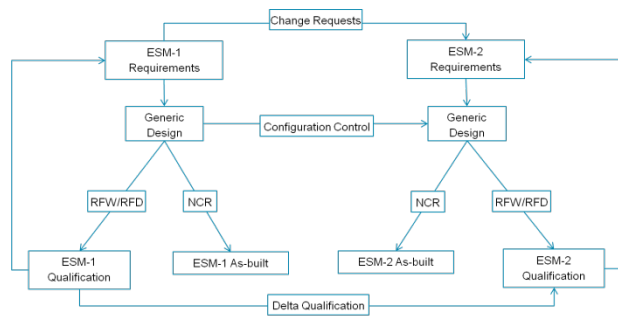 Change Requests
ESM-1
Requirements
ESM-2
Requirements
Generic
Design
Configuration Control
Generic
Design
RFW/RFD
NCR
NCR
RFW/RFD
ESM-1
Qualification
ESM-1 As-built
ESM-2 As-built
ESM-2
Qualification
Delta Qualification